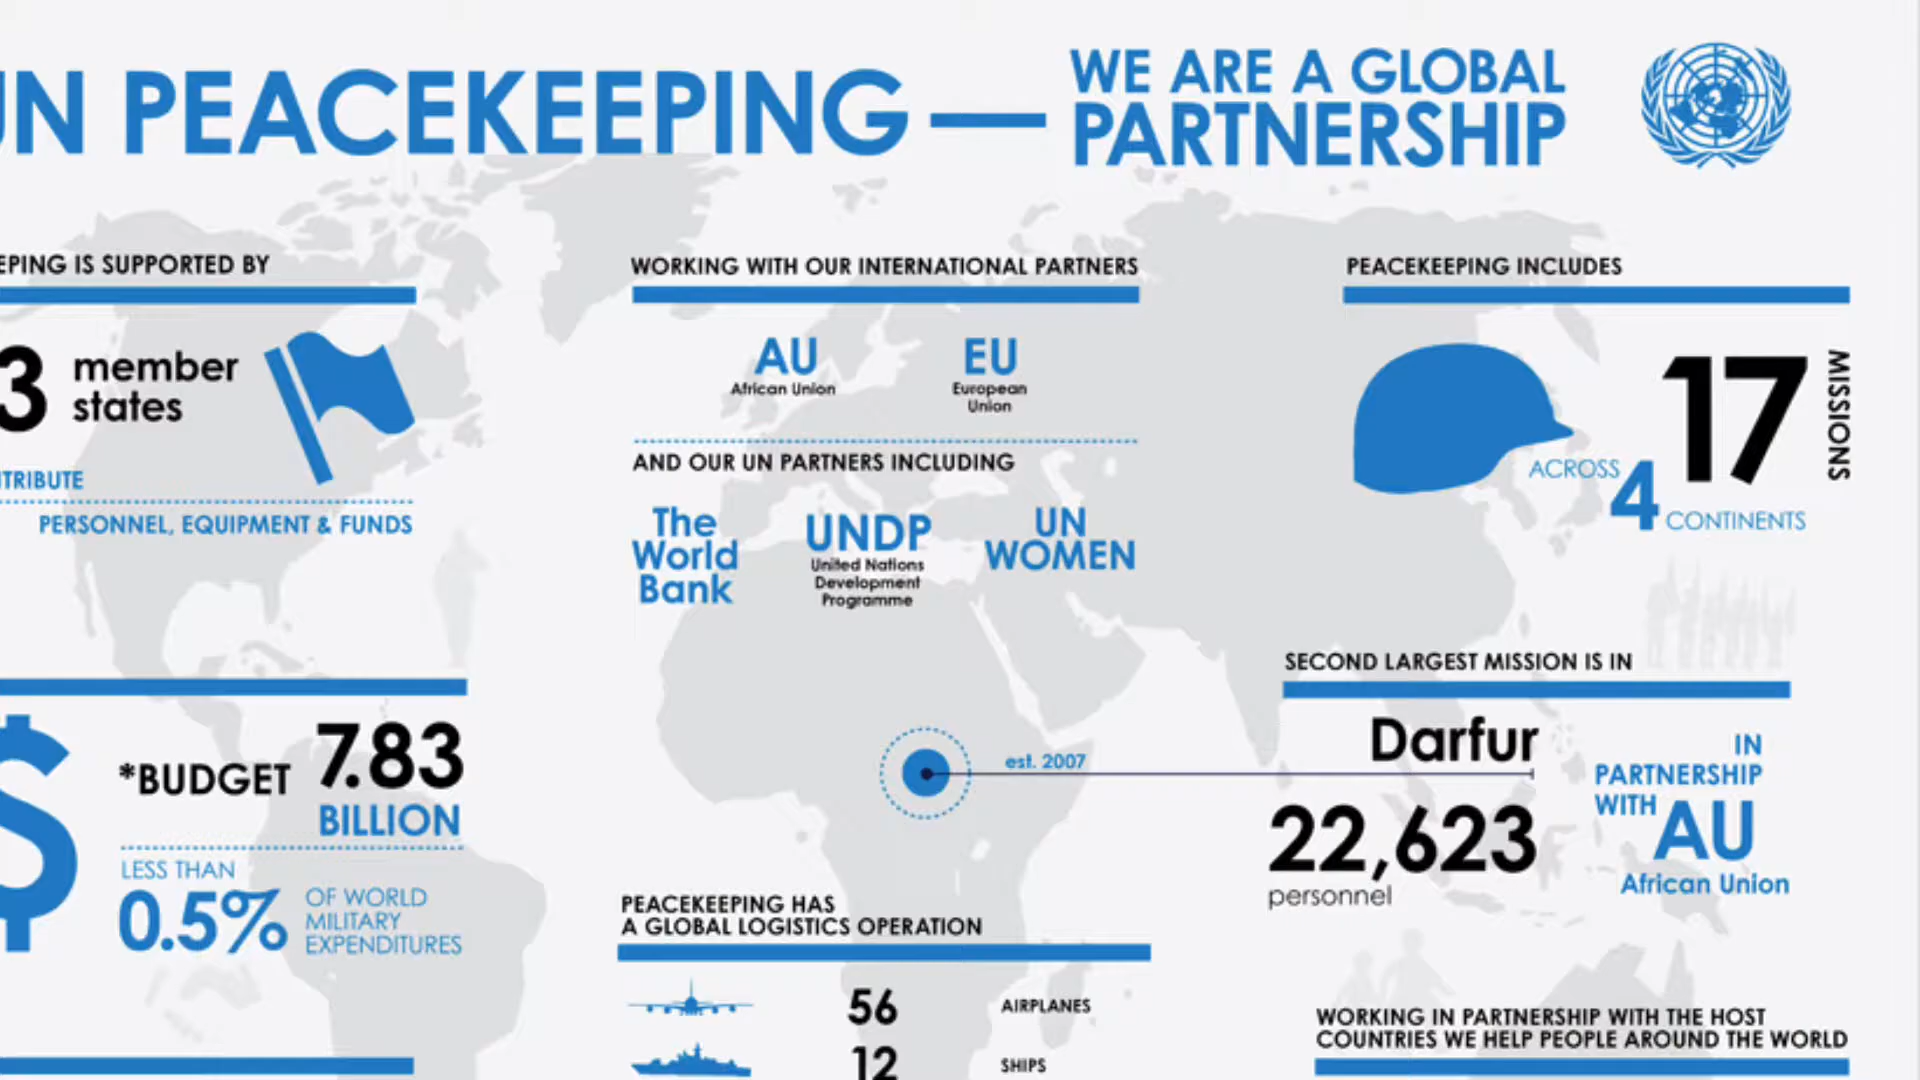 UN PEACEKEEPING — WE ARE A GLOBAL
PARTNERSHIP
IS SUPPORTED BY
3 member
states
PERSONNEL, EQUIPMENT & FUNDS
WORKING WITH OUR INTERNATIONAL PARTNERS
AU
African Union
EU
European
Union
AND OUR UN PARTNERS INCLUDING
The
World
Bank
UNDP
United Nations
Development
Programme
UN
WOMEN
PEACEKEEPING INCLUDES
17
MISSIONS
ACROSS
4 CONTINENTS
$
*BUDGET 7.83
BILLION
LESS THAN
0.5% OF WORLD
MILITARY
EXPENDITURES
SECOND LARGEST MISSION IS IN
Darfur
est. 2007
22,623
personnel
IN
PARTNERSHIP
WITH AU
African Union
PEACEKEEPING HAS
A GLOBAL LOGISTICS OPERATION
56 AIRPLANES
12 SHIPS
WORKING IN PARTNERSHIP WITH THE HOST
COUNTRIES WE HELP PEOPLE AROUND THE WORLD